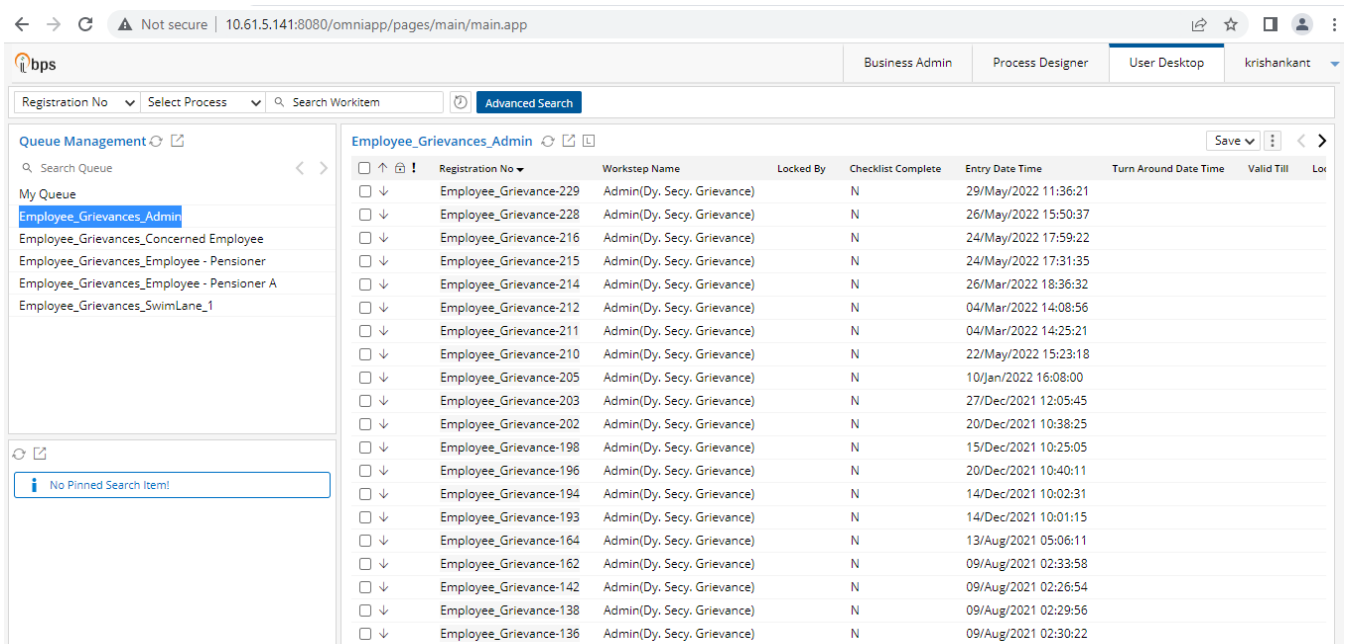 Not secure | 10.61.5.141:8080/omniapp/pages/main/main.app
ibps
Business Admin Process Designer User Desktop krishankant
Registration No Select Process Search Workitem Advanced Search
Queue Management
Search Queue
My Queue
Employee_Grievances_Admin
Employee_Grievances_Concerned Employee
Employee_Grievances_Employee - Pensioner
Employee_Grievances_Employee - Pensioner A
Employee_Grievances_SwimLane_1
No Pinned Search Item!
Employee_Grievances_Admin L Save
Registration No Workstep Name Locked By Checklist Complete Entry Date Time Turn Around Date Time Valid Till Loc
Employee_Grievance-229 Admin(Dy. Secy. Grievance) N 29/May/2022 11:36:21
Employee_Grievance-228 Admin(Dy. Secy. Grievance) N 26/May/2022 15:50:37
Employee_Grievance-216 Admin(Dy. Secy. Grievance) N 24/May/2022 17:59:22
Employee_Grievance-215 Admin(Dy. Secy. Grievance) N 24/May/2022 17:31:35
Employee_Grievance-214 Admin(Dy. Secy. Grievance) N 26/Mar/2022 18:36:32
Employee_Grievance-212 Admin(Dy. Secy. Grievance) N 04/Mar/2022 14:08:56
Employee_Grievance-211 Admin(Dy. Secy. Grievance) N 04/Mar/2022 14:25:21
Employee_Grievance-210 Admin(Dy. Secy. Grievance) N 22/May/2022 15:23:18
Employee_Grievance-205 Admin(Dy. Secy. Grievance) N 10/Jan/2022 16:08:00
Employee_Grievance-203 Admin(Dy. Secy. Grievance) N 27/Dec/2021 12:05:45
Employee_Grievance-202 Admin(Dy. Secy. Grievance) N 20/Dec/2021 10:38:25
Employee_Grievance-198 Admin(Dy. Secy. Grievance) N 15/Dec/2021 10:25:05
Employee_Grievance-196 Admin(Dy. Secy. Grievance) N 20/Dec/2021 10:40:11
Employee_Grievance-194 Admin(Dy. Secy. Grievance) N 14/Dec/2021 10:02:31
Employee_Grievance-193 Admin(Dy. Secy. Grievance) N 14/Dec/2021 10:01:15
Employee_Grievance-164 Admin(Dy. Secy. Grievance) N 13/Aug/2021 05:06:11
Employee_Grievance-162 Admin(Dy. Secy. Grievance) N 09/Aug/2021 02:33:58
Employee_Grievance-142 Admin(Dy. Secy. Grievance) N 09/Aug/2021 02:26:54
Employee_Grievance-138 Admin(Dy. Secy. Grievance) N 09/Aug/2021 02:29:56
Employee_Grievance-136 Admin(Dy. Secy. Grievance) N 09/Aug/2021 02:30:22